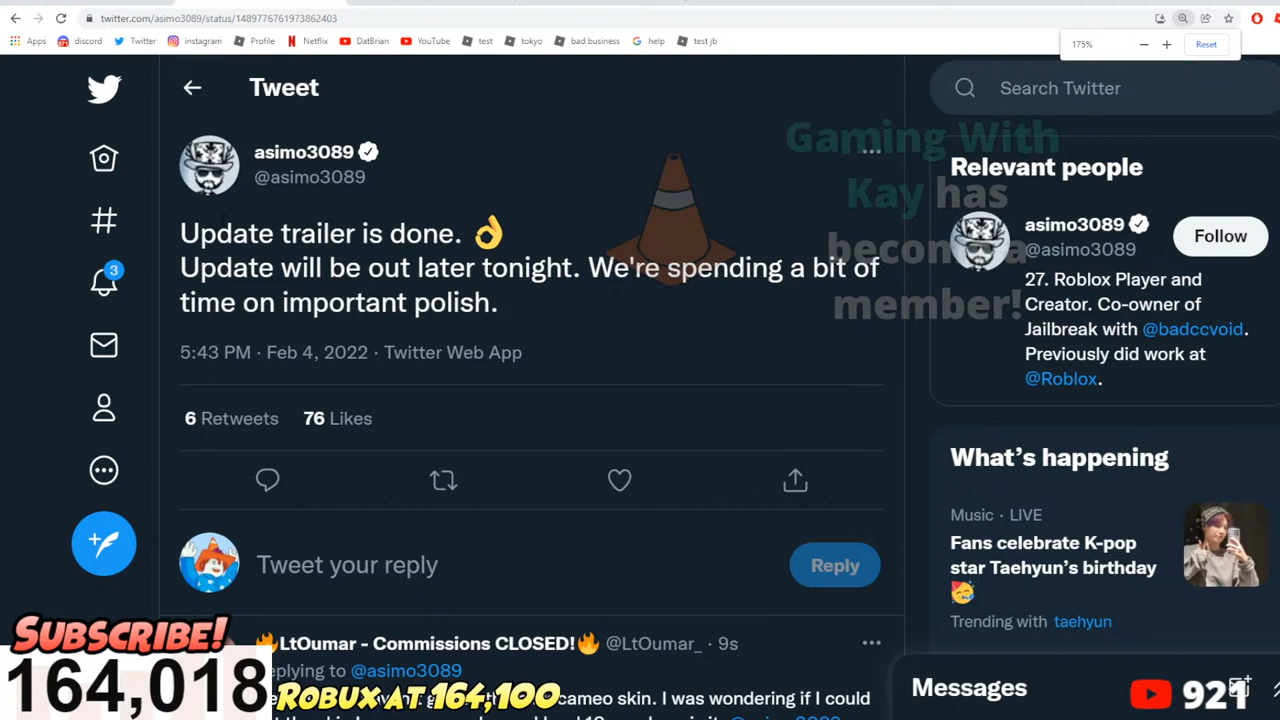 twitter.com/asimo3089/status/1489776761973862403
Apps discord Twitter instagram Profile Netflix DatBrian YouTube test tokyo bad business help test jb
175% Reset
Tweet
Search Twitter
asimo3089
@asimo3089
Update trailer is done. 👌
Update will be out later tonight. We're spending a bit of
time on important polish.
5:43 PM · Feb 4, 2022 · Twitter Web App
6 Retweets 76 Likes
Tweet your reply
Reply
🔥LtOumar - Commissions CLOSED!🔥 @LtOumar_ · 9s
replying to @asimo3089
cameo skin. I was wondering if I could
Gaming With
Kay has
become a
member!
Relevant people
asimo3089
@asimo3089
Follow
27. Roblox Player and
Creator. Co-owner of
Jailbreak with @badccvoid.
Previously did work at
@Roblox.
What's happening
Music · LIVE
Fans celebrate K-pop
star Taehyun's birthday
🥳
Trending with taehyun
Messages
3
SUBSCRIBE!
164,018
ROBUX AT 164,100
921